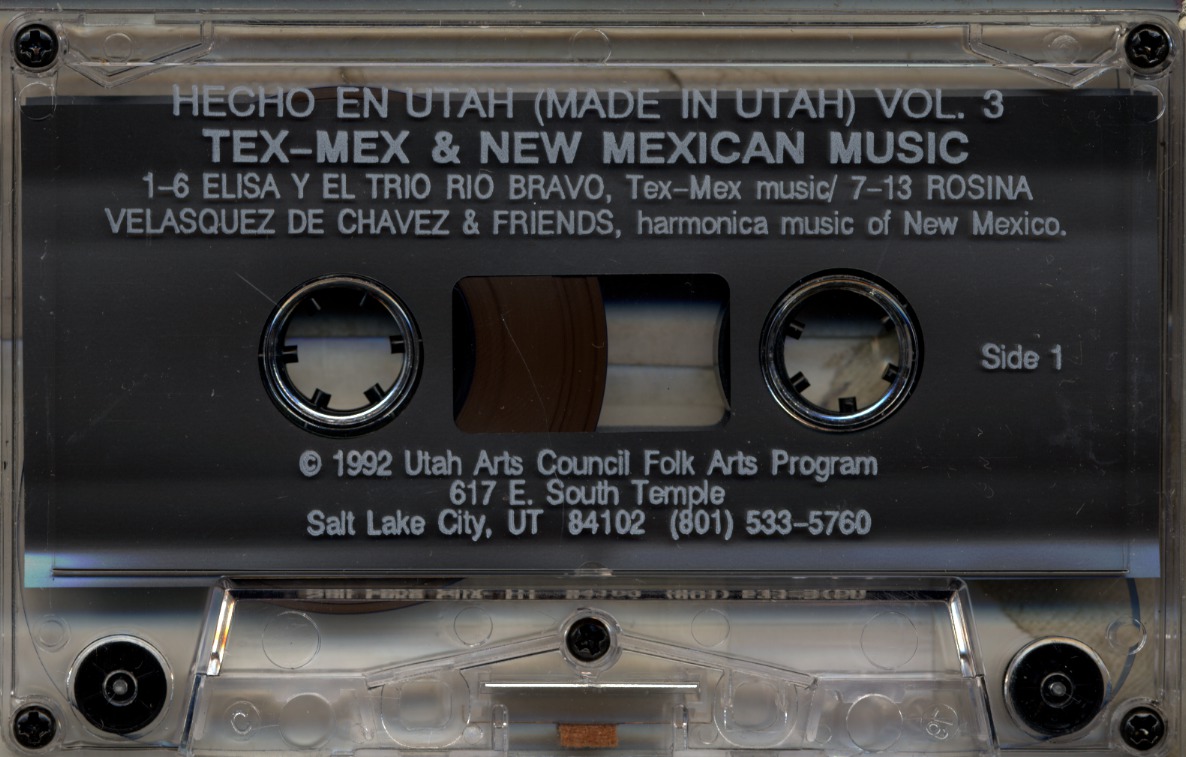 HECHO EN UTAH (MADE IN UTAH) VOL. 3
TEX-MEX & NEW MEXICAN MUSIC
1-6 ELISA Y EL TRIO RIO BRAVO, Tex-Mex music/ 7-13 ROSINA
VELASQUEZ DE CHAVEZ & FRIENDS, harmonica music of New Mexico.
Side 1
© 1992 Utah Arts Council Folk Arts Program
617 E. South Temple
Salt Lake City, UT 84102 (801) 533-5760